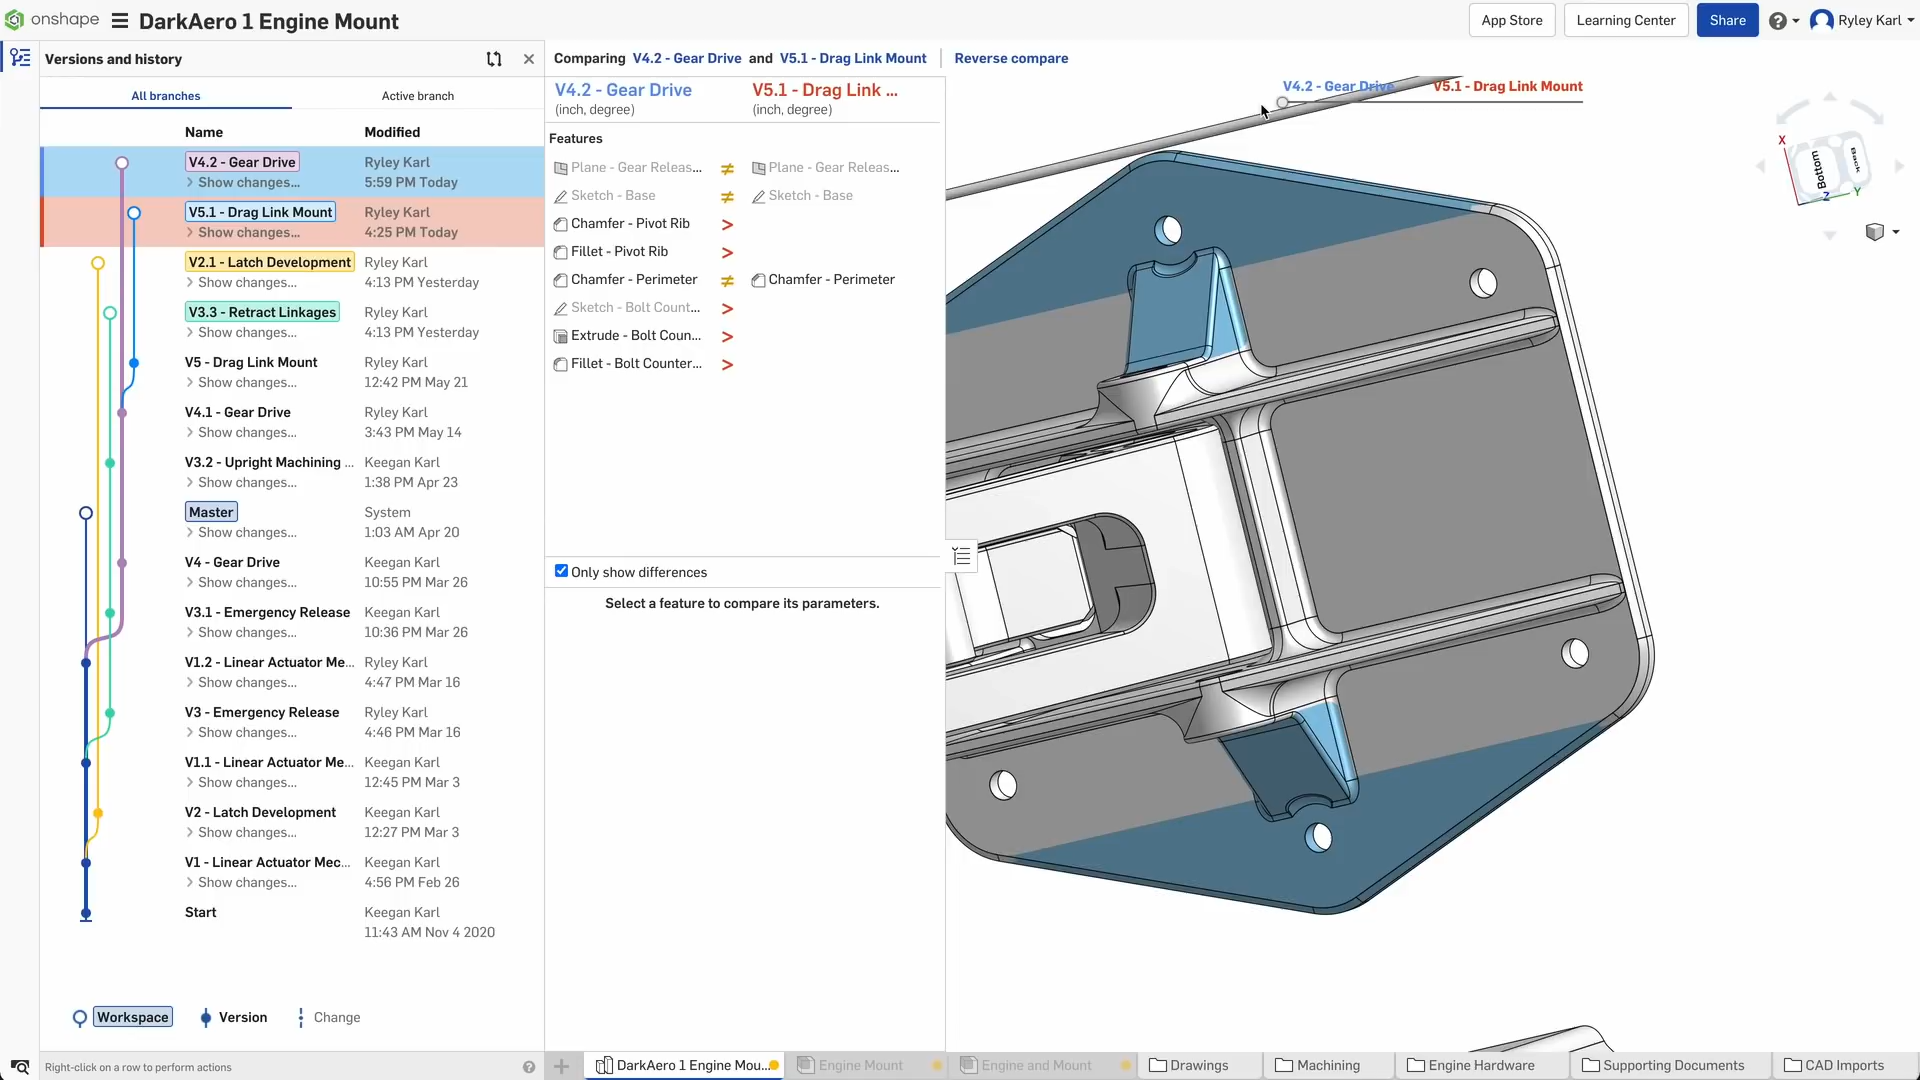 onshape DarkAero 1 Engine Mount App Store Learning Center Share Ryley Karl
Versions and history
All branches Active branch
Name Modified
V4.2 - Gear Drive Ryley Karl
Show changes... 5:59 PM Today
V5.1 - Drag Link Mount Ryley Karl
Show changes... 4:25 PM Today
V2.1 - Latch Development Ryley Karl
Show changes... 4:13 PM Yesterday
V3.3 - Retract Linkages Ryley Karl
Show changes... 4:13 PM Yesterday
V5 - Drag Link Mount Ryley Karl
Show changes... 12:42 PM May 21
V4.1 - Gear Drive Ryley Karl
Show changes... 3:43 PM May 14
V3.2 - Upright Machining ... Keegan Karl
Show changes... 1:38 PM Apr 23
Master System
Show changes... 1:03 AM Apr 20
V4 - Gear Drive Keegan Karl
Show changes... 10:55 PM Mar 26
V3.1 - Emergency Release Keegan Karl
Show changes... 10:36 PM Mar 26
V1.2 - Linear Actuator Me... Ryley Karl
Show changes... 4:47 PM Mar 16
V3 - Emergency Release Ryley Karl
Show changes... 4:46 PM Mar 16
V1.1 - Linear Actuator Me... Keegan Karl
Show changes... 12:45 PM Mar 3
V2 - Latch Development Keegan Karl
Show changes... 12:27 PM Mar 3
V1 - Linear Actuator Mec... Keegan Karl
Show changes... 4:56 PM Feb 26
Start Keegan Karl
11:43 AM Nov 4 2020
Workspace Version Change
Right-click on a row to perform actions
Comparing V4.2 - Gear Drive and V5.1 - Drag Link Mount Reverse compare
V4.2 - Gear Drive V5.1 - Drag Link ...
(inch, degree) (inch, degree)
Features
Plane - Gear Releas... ≠ Plane - Gear Releas...
Sketch - Base ≠ Sketch - Base
Chamfer - Pivot Rib >
Fillet - Pivot Rib >
Chamfer - Perimeter ≠ Chamfer - Perimeter
Sketch - Bolt Count... >
Extrude - Bolt Coun... >
Fillet - Bolt Counter... >
Only show differences
Select a feature to compare its parameters.
V4.2 - Gear Drive V5.1 - Drag Link Mount
X
Bottom Back
Y
Z
DarkAero 1 Engine Mou... Engine Mount Engine and Mount Drawings Machining Engine Hardware Supporting Documents CAD Imports